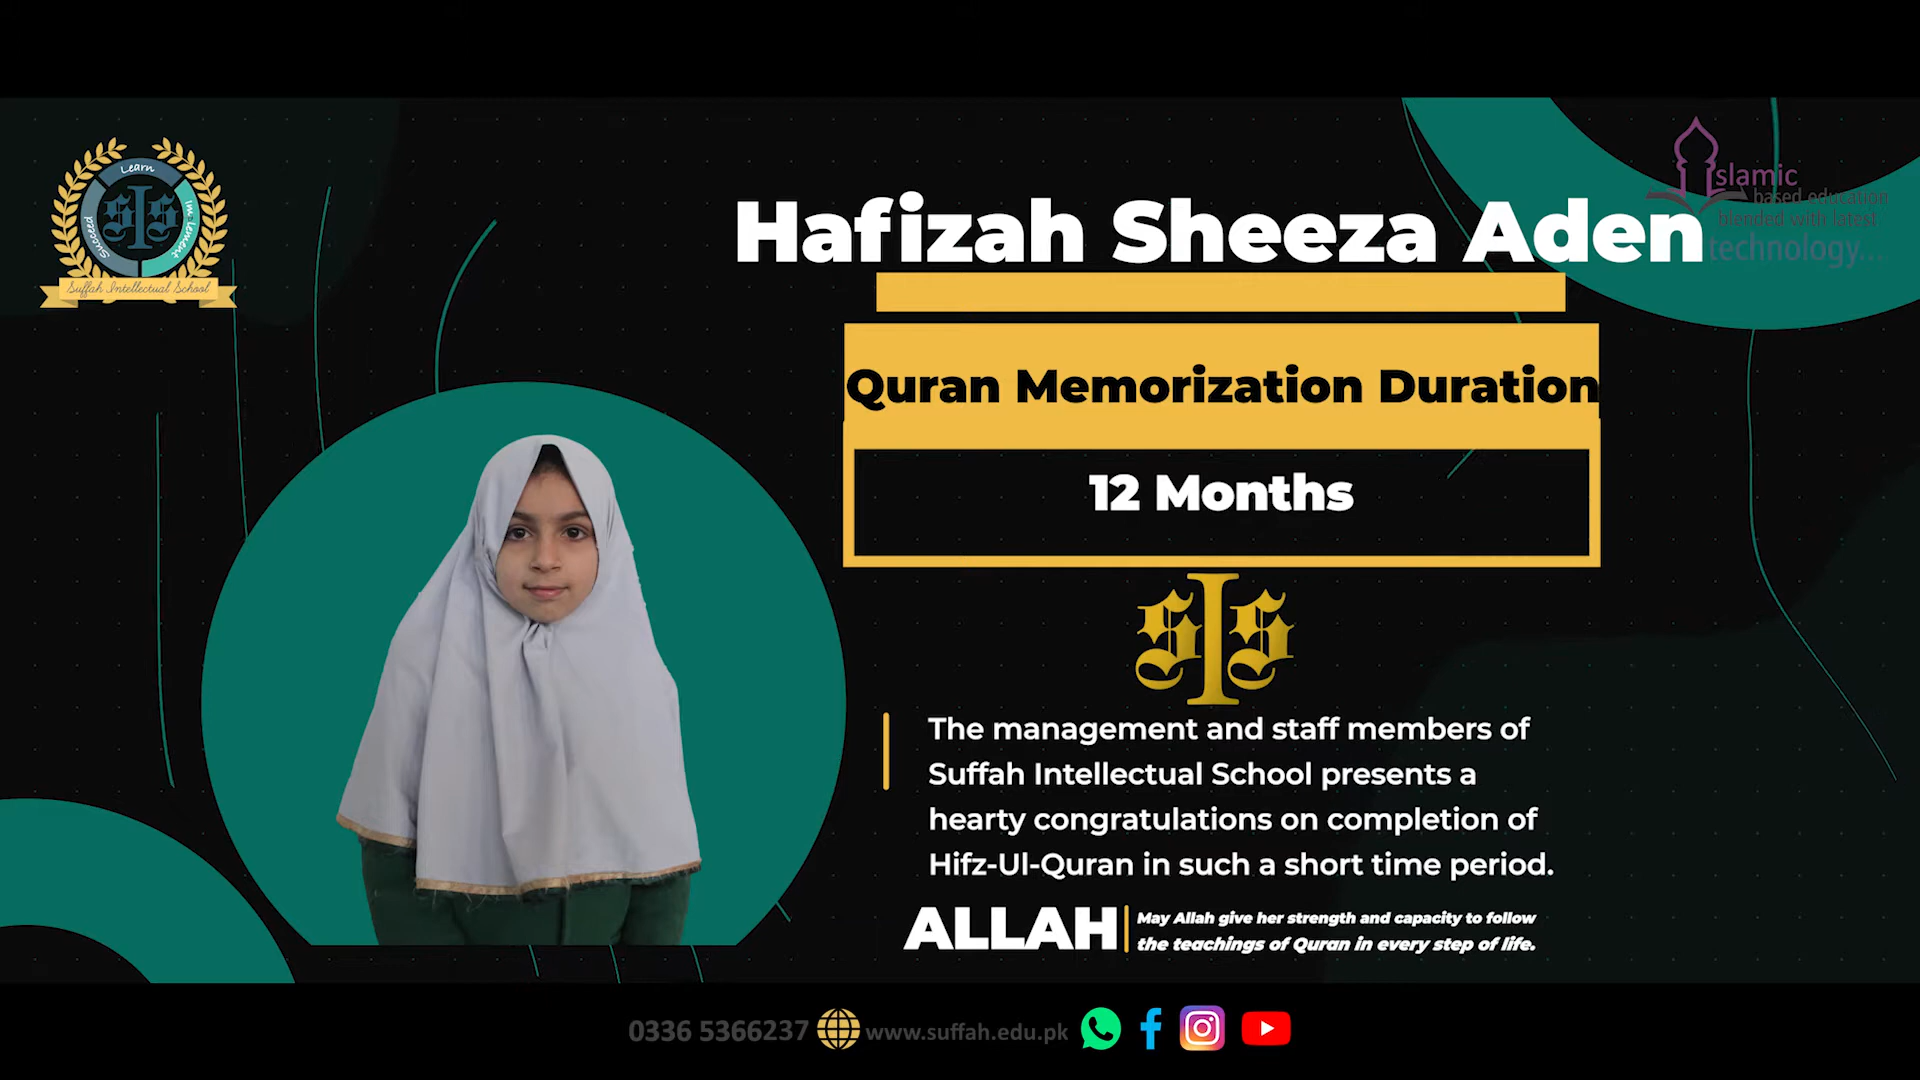 Learn
Implement
Succeed
SIS
Suffah Intellectual School
Islamic
based education
blended with latest
technology...
Hafizah Sheeza Aden
Quran Memorization Duration
12 Months
SIS
The management and staff members of
Suffah Intellectual School presents a
hearty congratulations on completion of
Hifz-Ul-Quran in such a short time period.
ALLAH
May Allah give her strength and capacity to follow
the teachings of Quran in every step of life.
0336 5366237 www.suffah.edu.pk